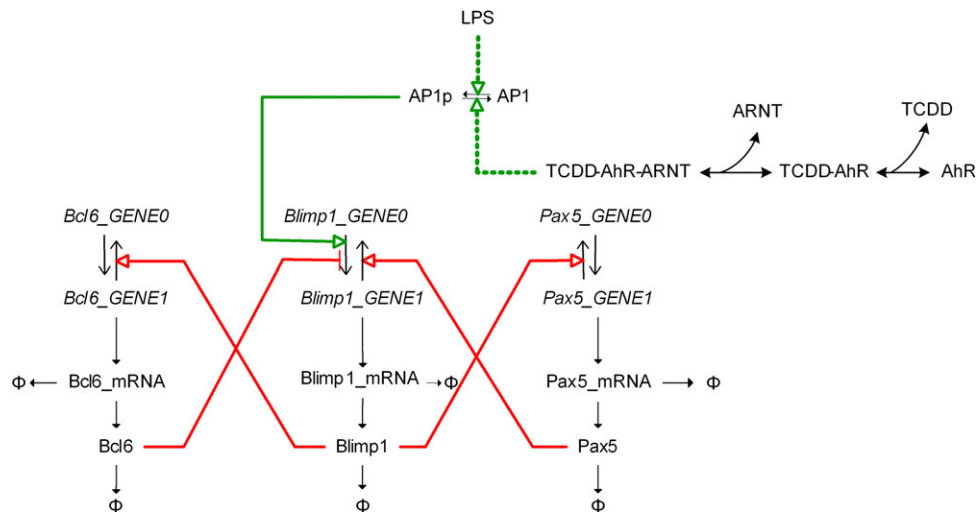 LPS
AP1p AP1
ARNT TCDD
TCDD-AhR-ARNT TCDD-AhR AhR
Bcl6_GENE0 Blimp1_GENE0 Pax5_GENE0
Bcl6_GENE1 Blimp1_GENE1 Pax5_GENE1
Φ Bcl6_mRNA Blimp1_mRNA Φ Pax5_mRNA Φ
Bcl6 Blimp1 Pax5
Φ Φ Φ